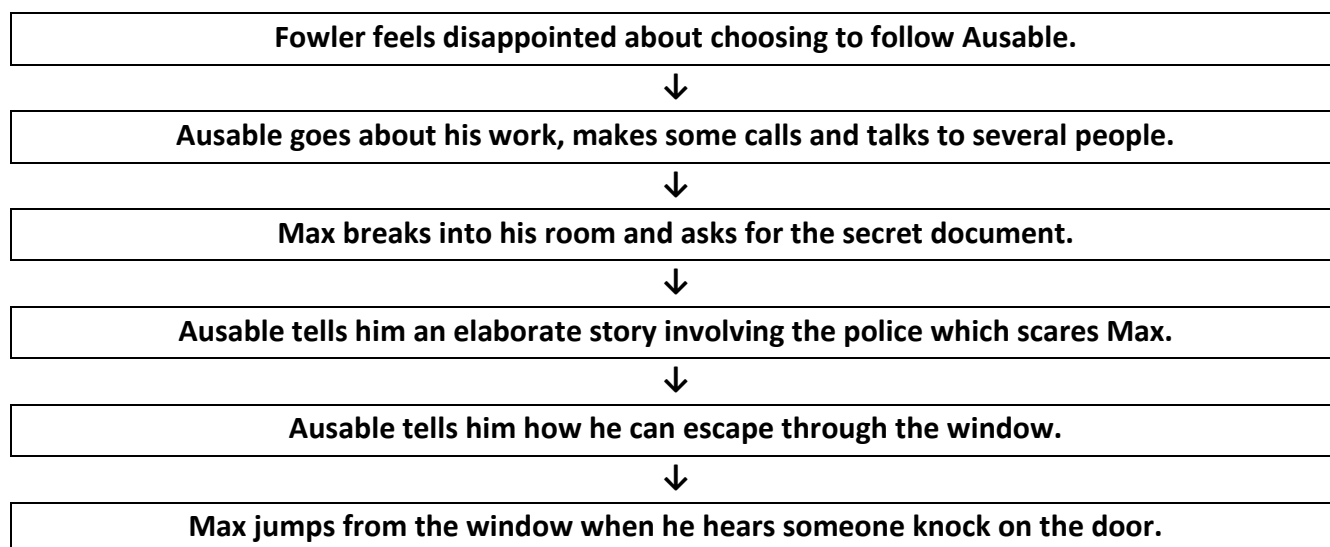 Fowler feels disappointed about choosing to follow Ausable.
↓
Ausable goes about his work, makes some calls and talks to several people.
↓
Max breaks into his room and asks for the secret document.
↓
Ausable tells him an elaborate story involving the police which scares Max.
↓
Ausable tells him how he can escape through the window.
↓
Max jumps from the window when he hears someone knock on the door.